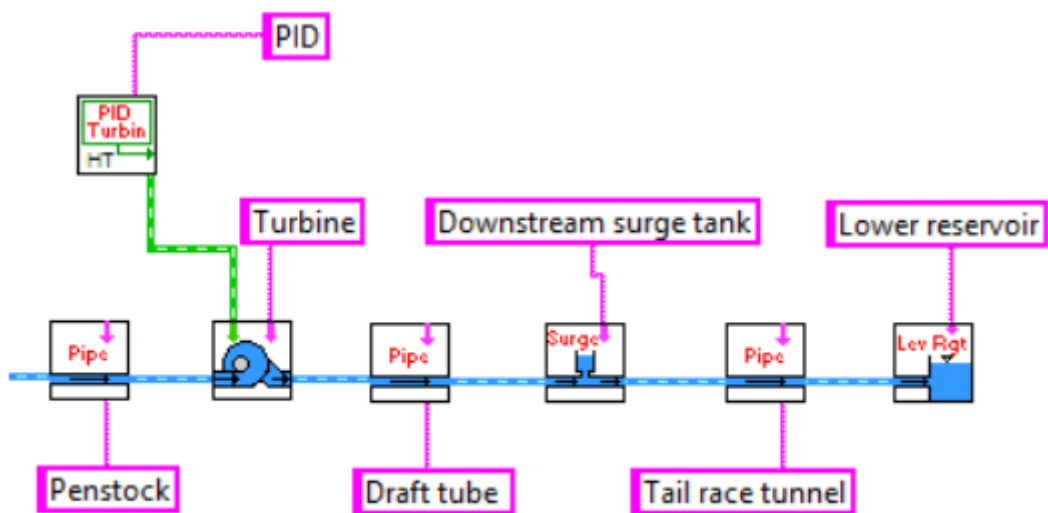 PID
PID
Turbin
HT
Turbine
Downstream surge tank
Lower reservoir
Pipe
Pipe
Surge
Pipe
Lev Rgt
Penstock
Draft tube
Tail race tunnel